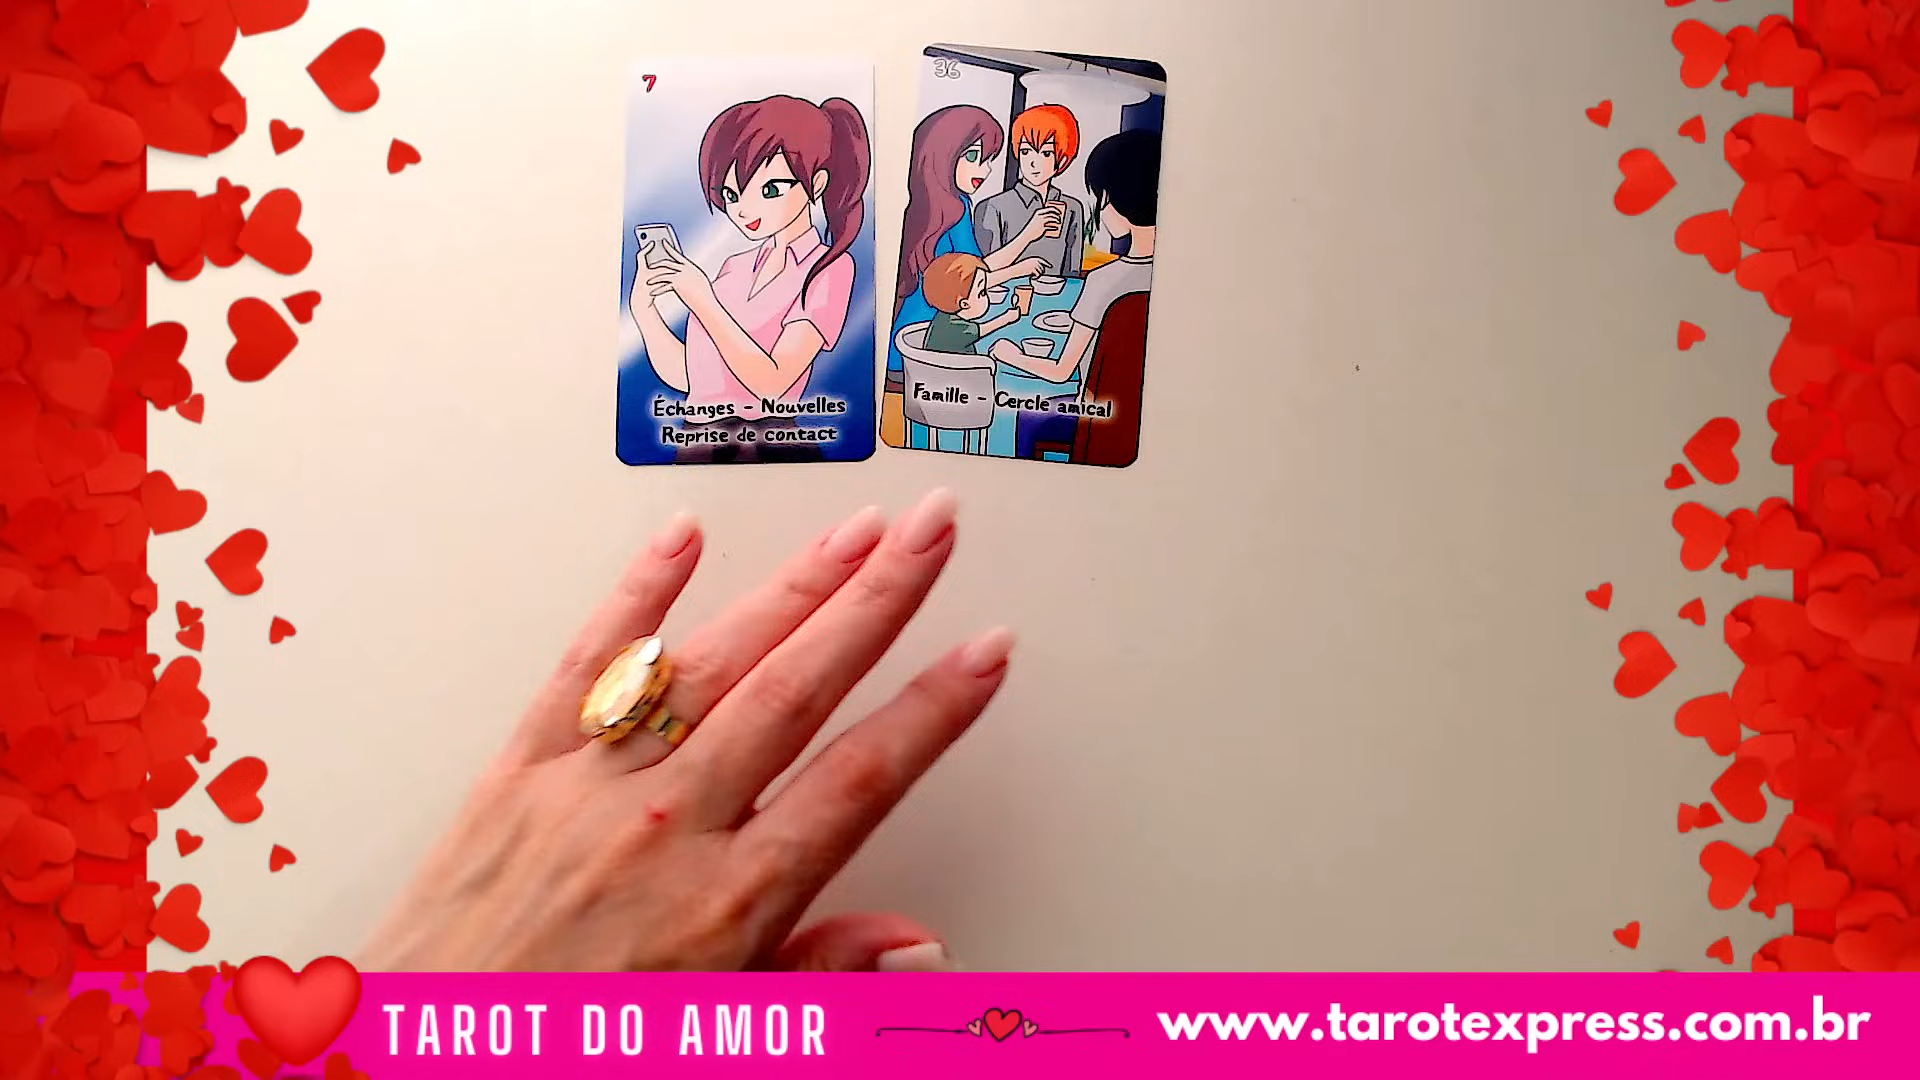 7
Échanges - Nouvelles
Reprise de contact
36
Famille - Cercle amical
TAROT DO AMOR
www.tarotexpress.com.br